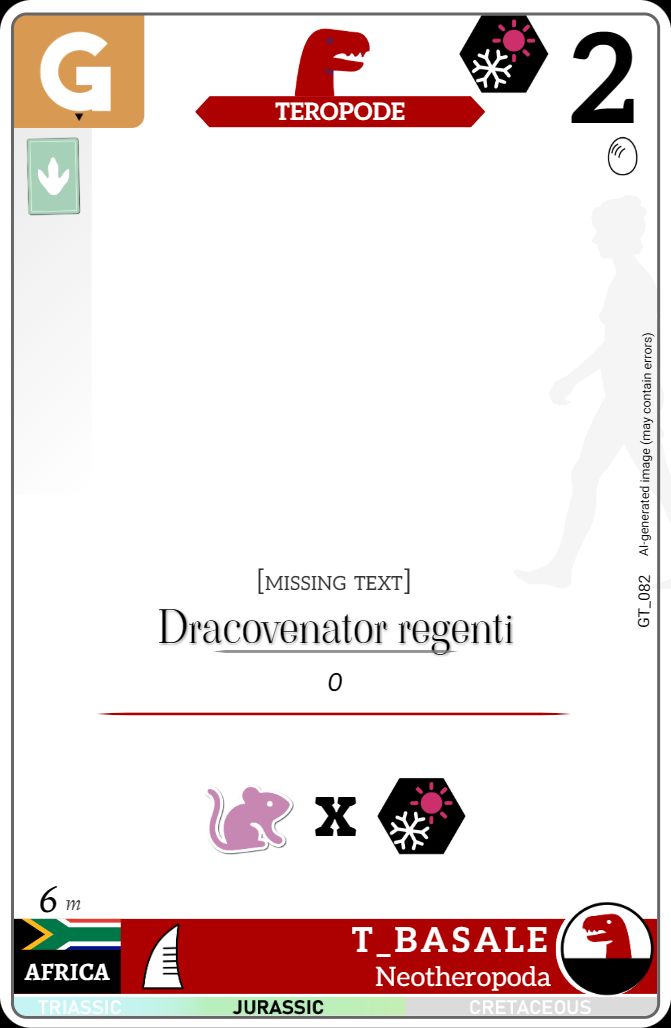 G
TEROPODE
2
AI-generated image (may contain errors)
GT_082
[MISSING TEXT]
Dracovenator regenti
0
X
6 m
AFRICA
T_BASALE
Neotheropoda
TRIASSIC JURASSIC CRETACEOUS